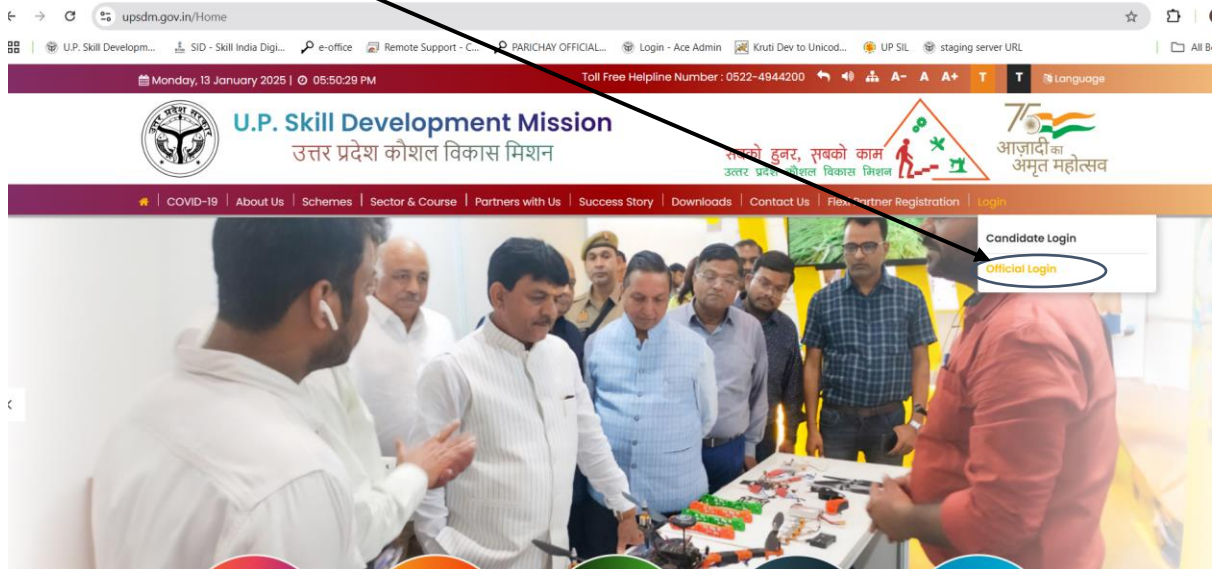 upsdm.gov.in/Home
U.P. Skill Developm... SID - Skill India Digi... e-office Remote Support - C... PARICHAY OFFICIAL... Login - Ace Admin Kruti Dev to Unicod... UP SIL staging server URL All B
Monday, 13 January 2025 | 05:50:29 PM Toll Free Helpline Number : 0522-4944200 A- A A+ T T Language
U.P. Skill Development Mission
उत्तर प्रदेश कौशल विकास मिशन
सबको हुनर, सबको काम
उत्तर प्रदेश कौशल विकास मिशन
75
आज़ादी का
अमृत महोत्सव
COVID-19 | About Us | Schemes | Sector & Course | Partners with Us | Success Story | Downloads | Contact Us | Flexi Partner Registration | Login
Candidate Login
Official Login